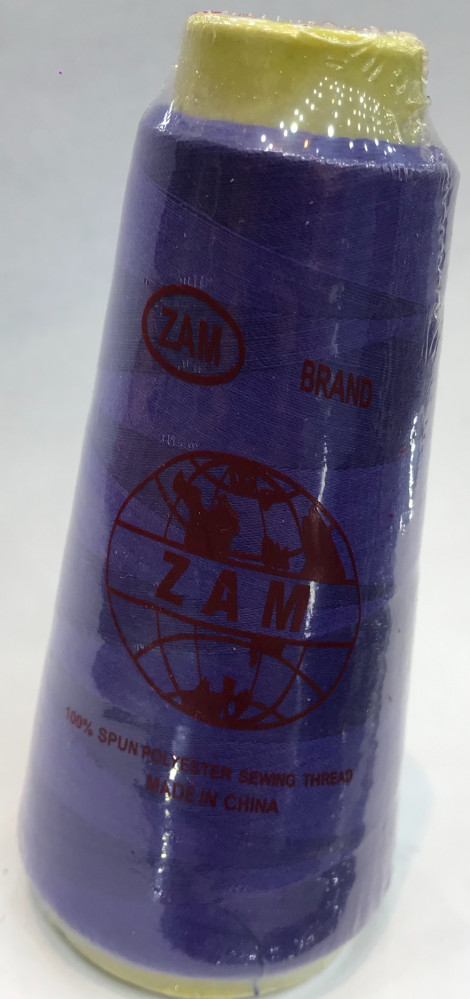 ZAM BRAND
ZAM
100% SPUN POLYESTER SEWING THREAD
MADE IN CHINA